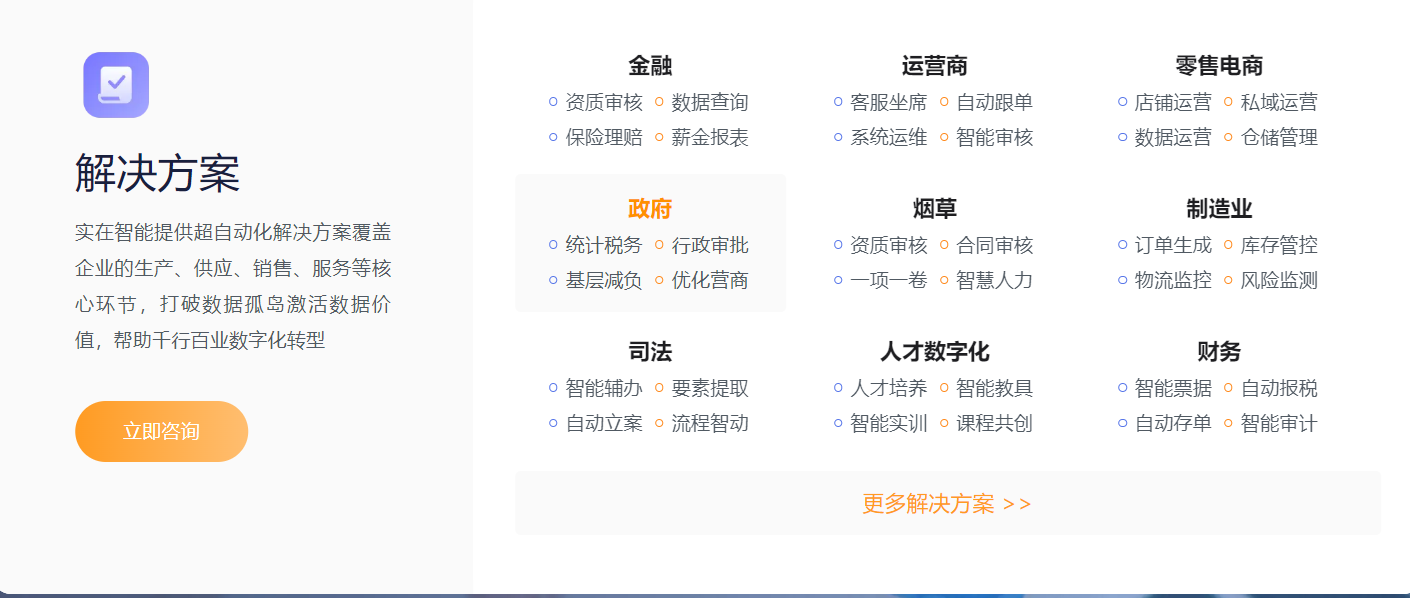 解决方案
实在智能提供超自动化解决方案覆盖
企业的生产、供应、销售、服务等核
心环节，打破数据孤岛激活数据价
值，帮助千行百业数字化转型
立即咨询
金融
资质审核 数据查询
保险理赔 薪金报表
运营商
客服坐席 自动跟单
系统运维 智能审核
零售电商
店铺运营 私域运营
数据运营 仓储管理
政府
统计税务 行政审批
基层减负 优化营商
烟草
资质审核 合同审核
一项一卷 智慧人力
制造业
订单生成 库存管控
物流监控 风险监测
司法
智能辅办 要素提取
自动立案 流程智动
人才数字化
人才培养 智能教具
智能实训 课程共创
财务
智能票据 自动报税
自动存单 智能审计
更多解决方案 >>